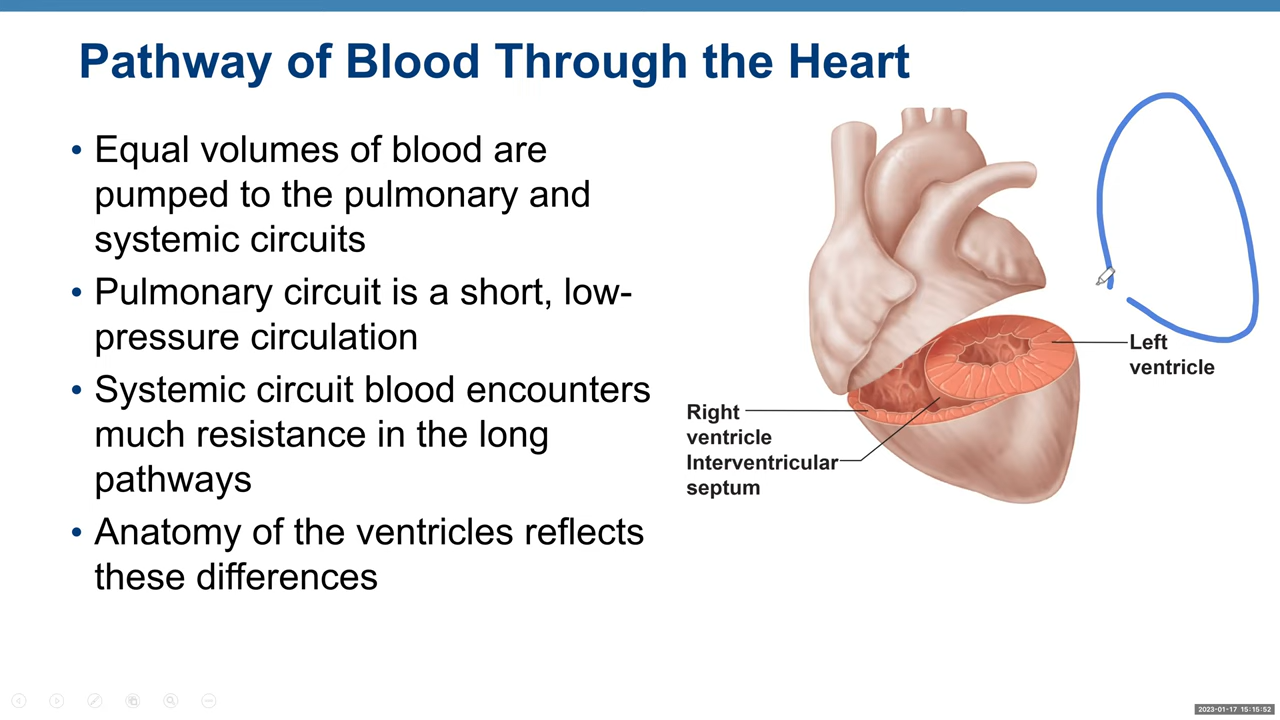 Pathway of Blood Through the Heart
• Equal volumes of blood are
pumped to the pulmonary and
systemic circuits
• Pulmonary circuit is a short, low-
pressure circulation
• Systemic circuit blood encounters
much resistance in the long
pathways
• Anatomy of the ventricles reflects
these differences
Left
ventricle
Right
ventricle
Interventricular
septum
2023-01-17 15:15:52